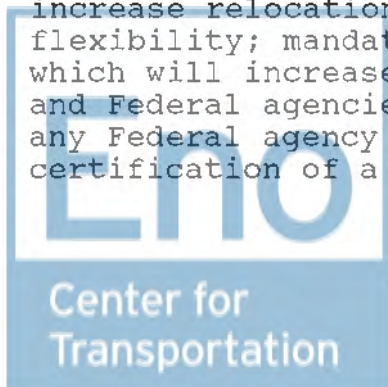 increase relocation
flexibility; mandat
which will increase
and Federal agencie
any Federal agency
certification of a
Eno
Center for
Transportation